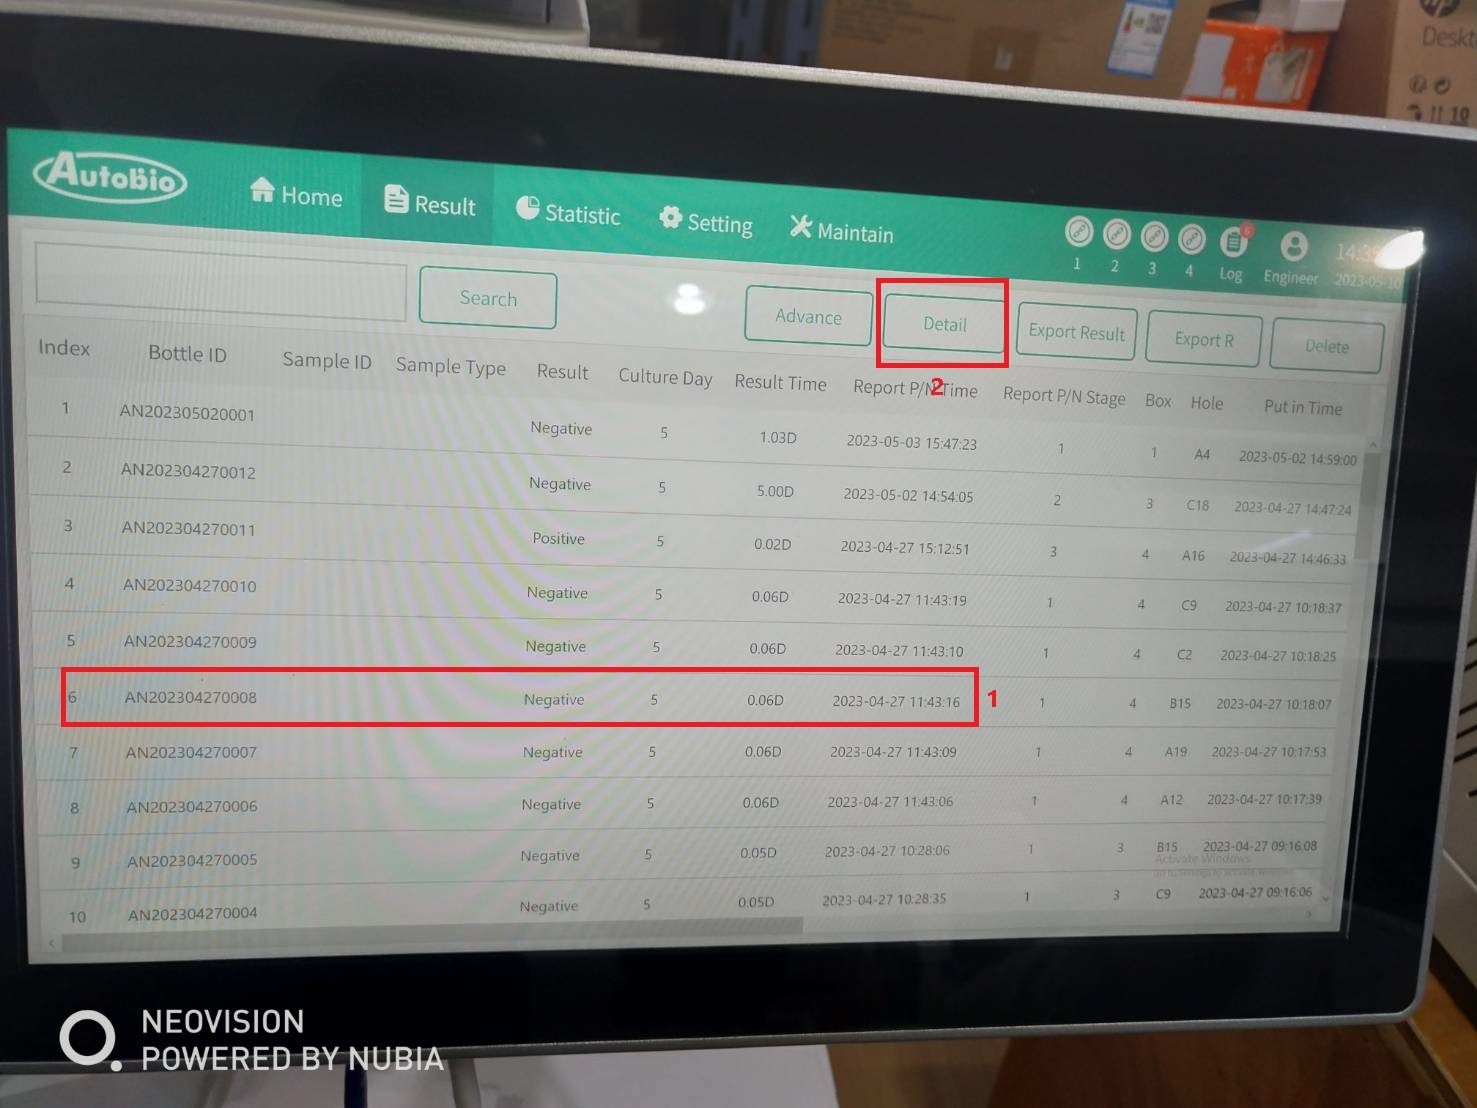 Desk
AutoBio
Home
Result
Statistic
Setting
Maintain
1 2 3 4 Log Engineer
6
2023-05-10
Search
Advance
Detail
Export Result
Export R
Delete
2
Index Bottle ID Sample ID Sample Type Result Culture Day Result Time Report P/N Time Report P/N Stage Box Hole Put in Time
1 AN202305020001 Negative 5 1.03D 2023-05-03 15:47:23 1 1 A4 2023-05-02 14:59:00
2 AN202304270012 Negative 5 5.00D 2023-05-02 14:54:05 2 3 C18 2023-04-27 14:47:24
3 AN202304270011 Positive 5 0.02D 2023-04-27 15:12:51 3 4 A16 2023-04-27 14:46:33
4 AN202304270010 Negative 5 0.06D 2023-04-27 11:43:19 1 4 C9 2023-04-27 10:18:37
5 AN202304270009 Negative 5 0.06D 2023-04-27 11:43:10 1 4 C2 2023-04-27 10:18:25
6 AN202304270008 Negative 5 0.06D 2023-04-27 11:43:16 1 4 B15 2023-04-27 10:18:07
1
7 AN202304270007 Negative 5 0.06D 2023-04-27 11:43:09 1 4 A19 2023-04-27 10:17:53
8 AN202304270006 Negative 5 0.06D 2023-04-27 11:43:06 1 4 A12 2023-04-27 10:17:39
9 AN202304270005 Negative 5 0.05D 2023-04-27 10:28:06 1 3 B15 2023-04-27 09:16:08
Activate Windows
10 AN202304270004 Negative 5 0.05D 2023-04-27 10:28:35 1 3 C9 2023-04-27 09:16:06
NEOVISION
POWERED BY NUBIA